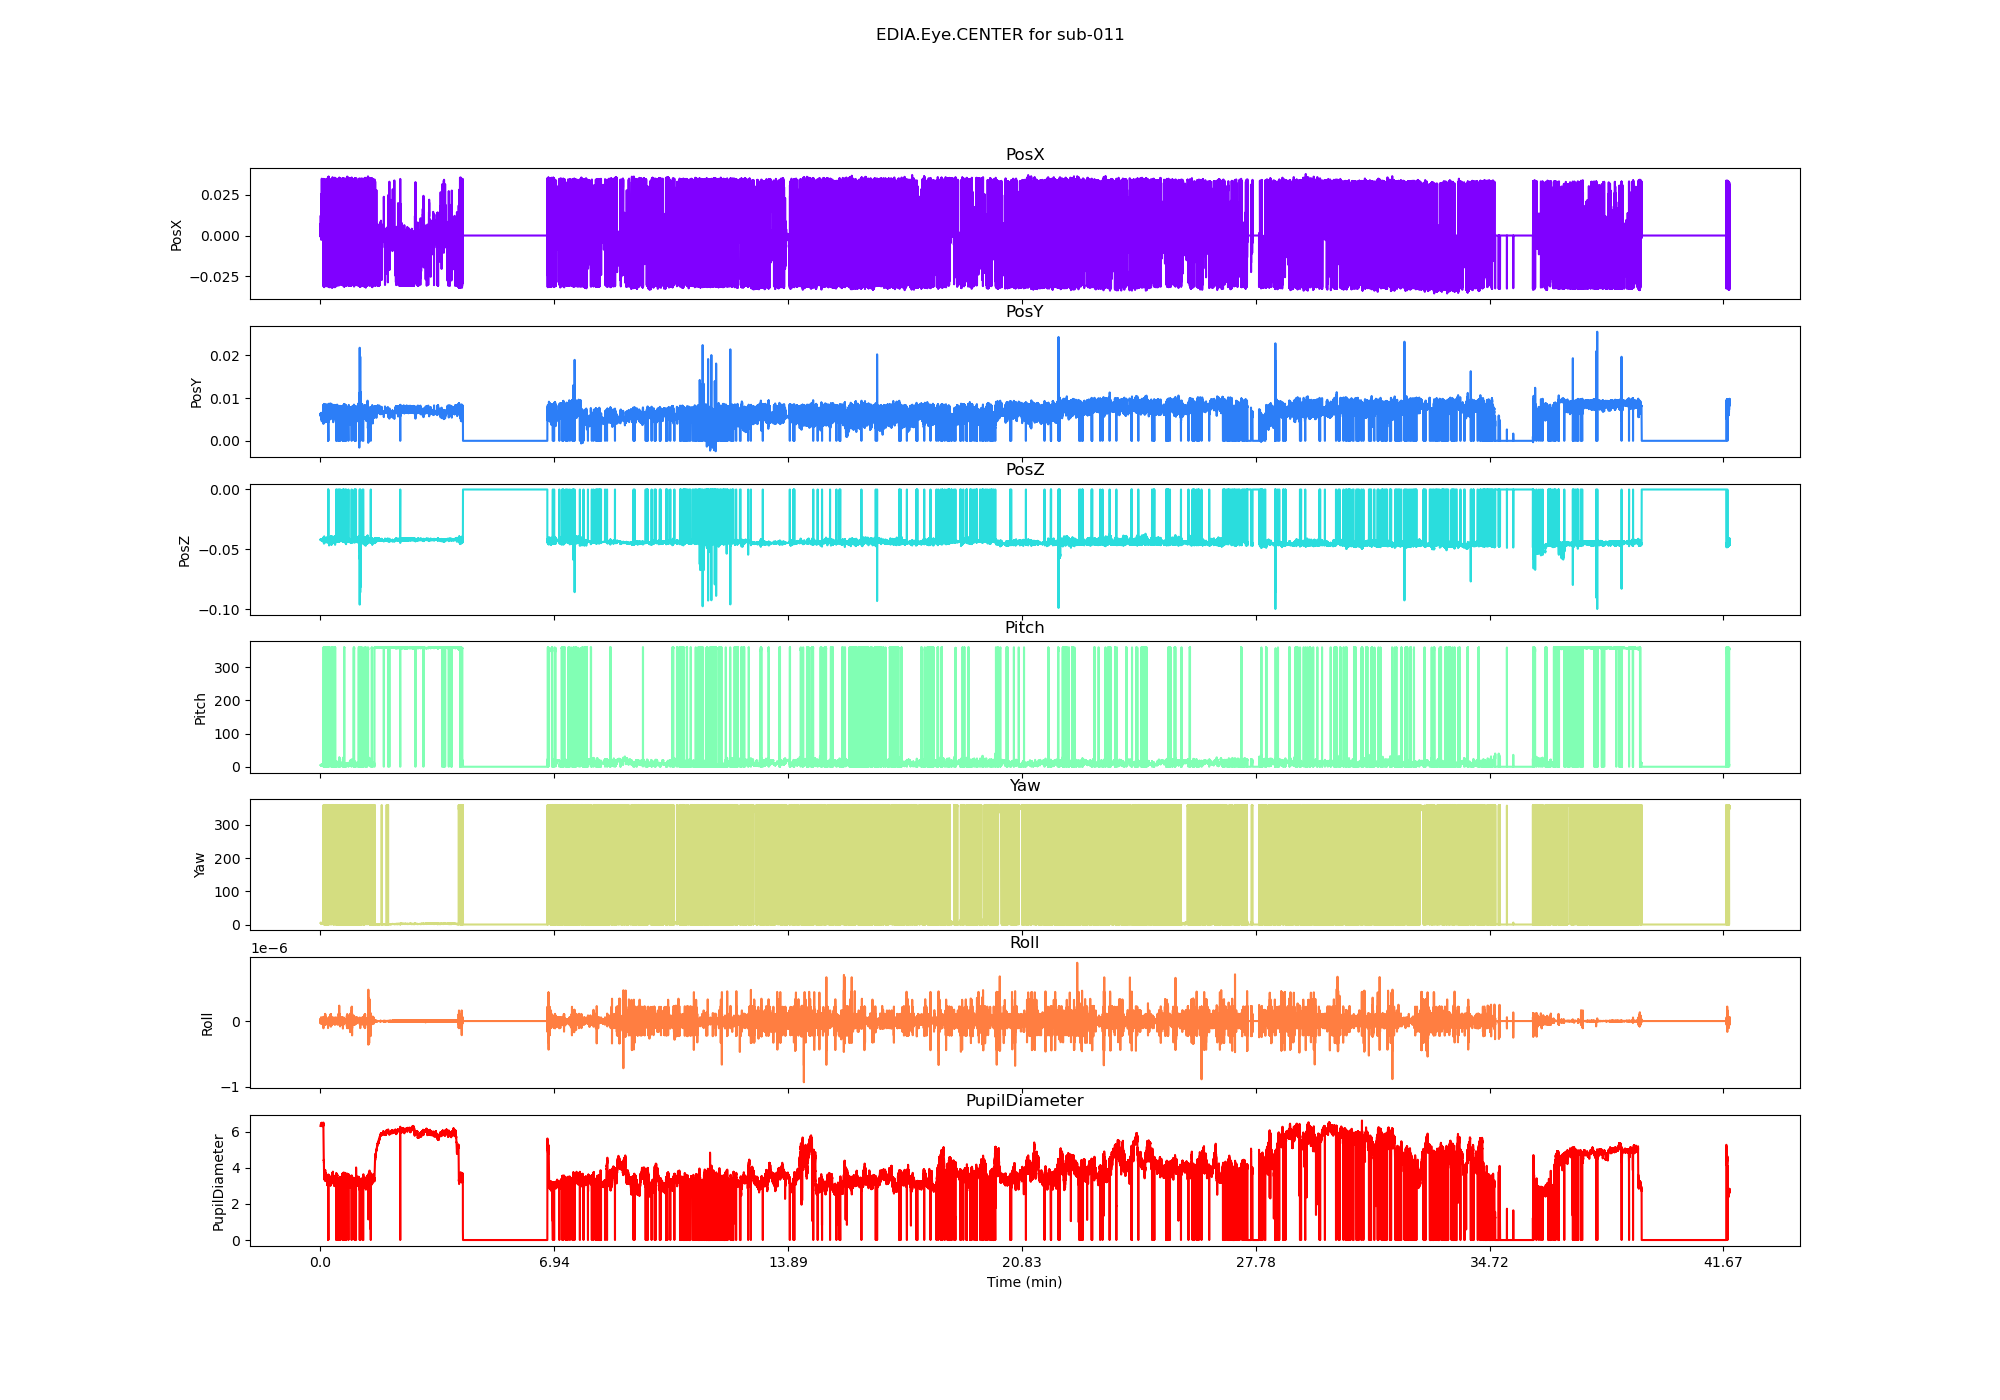 EDIA.Eye.CENTER for sub-011
PosX
PosX
0.025
0.000
−0.025
PosY
PosY
0.02
0.01
0.00
PosZ
PosZ
0.00
−0.05
−0.10
Pitch
Pitch
300
200
100
0
Yaw
Yaw
300
200
100
0
1e−6
Roll
Roll
0
−1
PupilDiameter
PupilDiameter
6
4
2
0
0.0 6.94 13.89 20.83 27.78 34.72 41.67
Time (min)